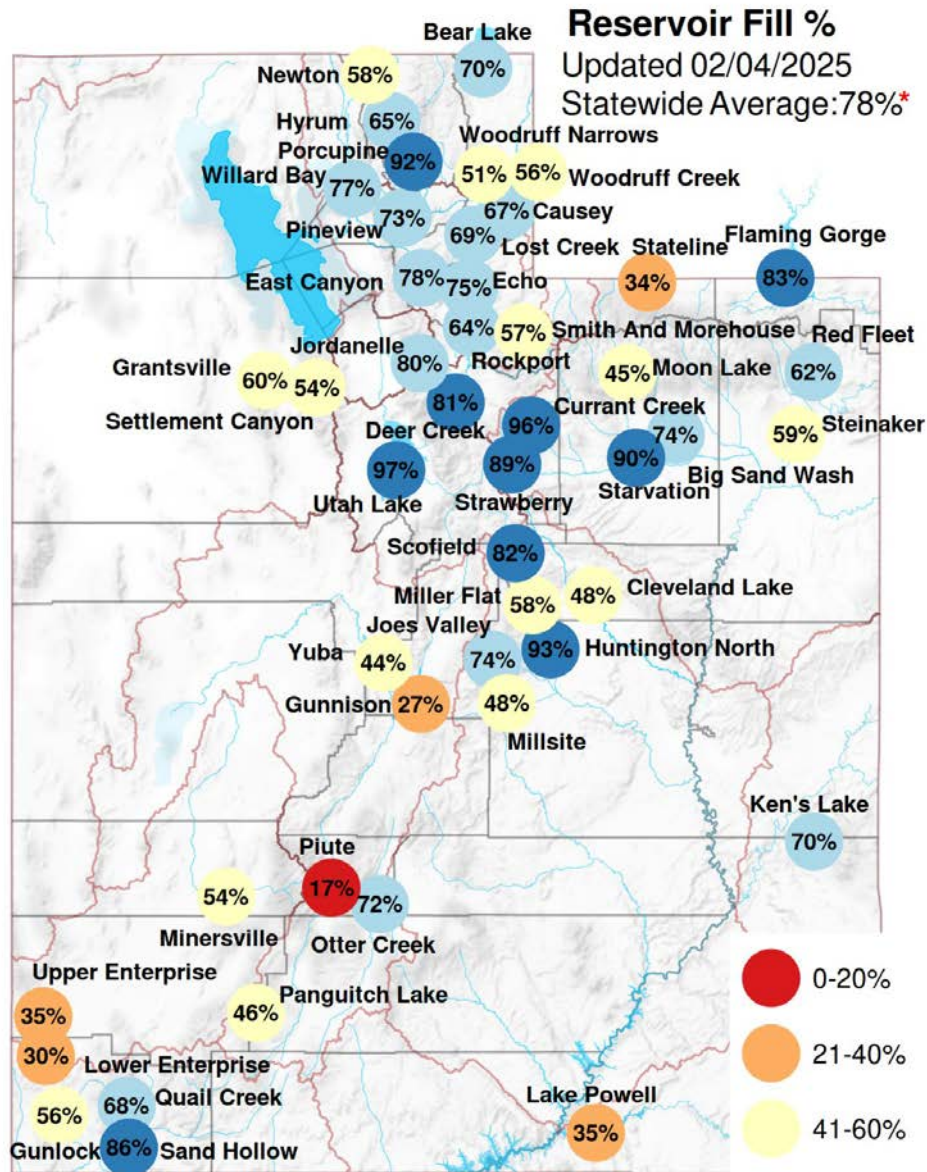 Reservoir Fill %
Updated 02/04/2025
Statewide Average:78%*
Bear Lake
70%
Newton 58%
Hyrum 65%
Porcupine 92%
Woodruff Narrows
51%
56% Woodruff Creek
Willard Bay 77%
Pineview 73%
67% Causey
69% Lost Creek
Stateline
34%
Flaming Gorge
83%
East Canyon 78%
75% Echo
64% Rockport
57% Smith And Morehouse
Jordanelle
80%
Red Fleet
62%
Grantsville
60%
54%
Settlement Canyon
45% Moon Lake
81%
Deer Creek
Currant Creek
96%
74%
Big Sand Wash
59% Steinaker
97%
Utah Lake
89%
Strawberry
90%
Starvation
Scofield 82%
Miller Flat 58%
48% Cleveland Lake
Joes Valley
74%
93% Huntington North
Yuba
44%
Gunnison 27%
48%
Millsite
Ken's Lake
70%
Piute
17%
72%
Otter Creek
54%
Minersville
Upper Enterprise
35%
46% Panguitch Lake
30% Lower Enterprise
56%
Gunlock
68% Quail Creek
86% Sand Hollow
Lake Powell
35%
0-20%
21-40%
41-60%